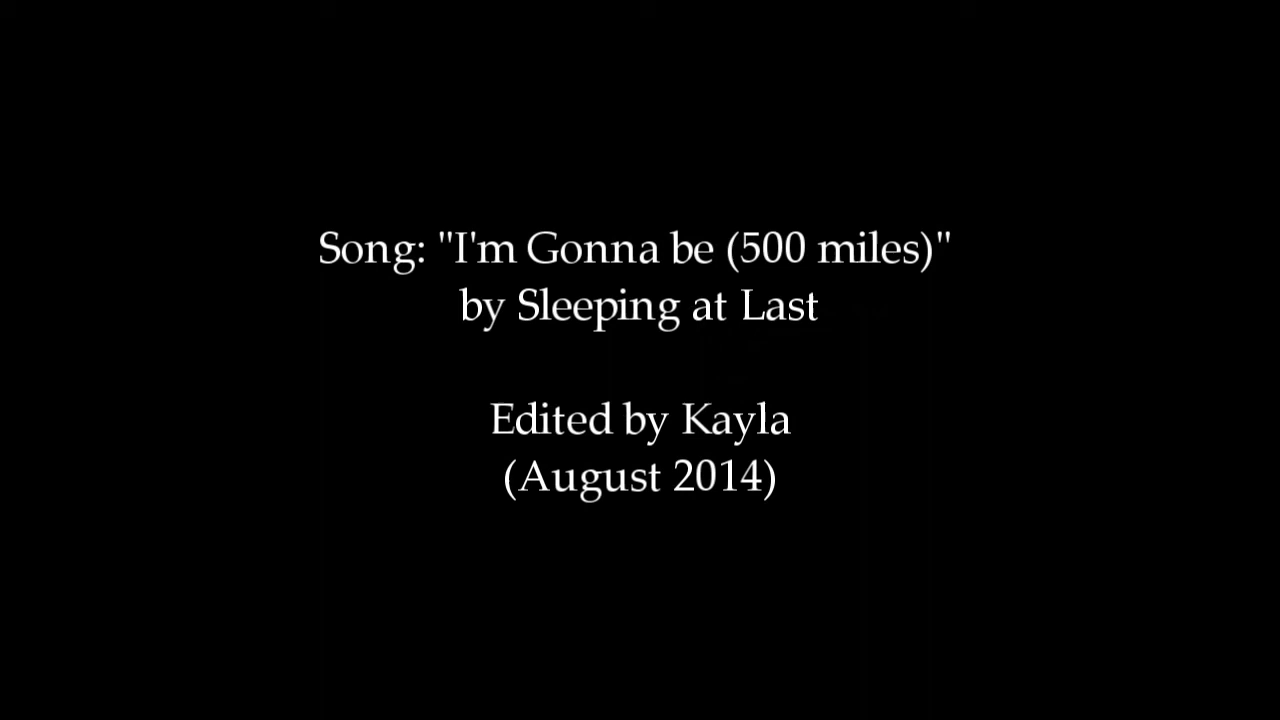 Song: "I'm Gonna be (500 miles)"
by Sleeping at Last
Edited by Kayla
(August 2014)